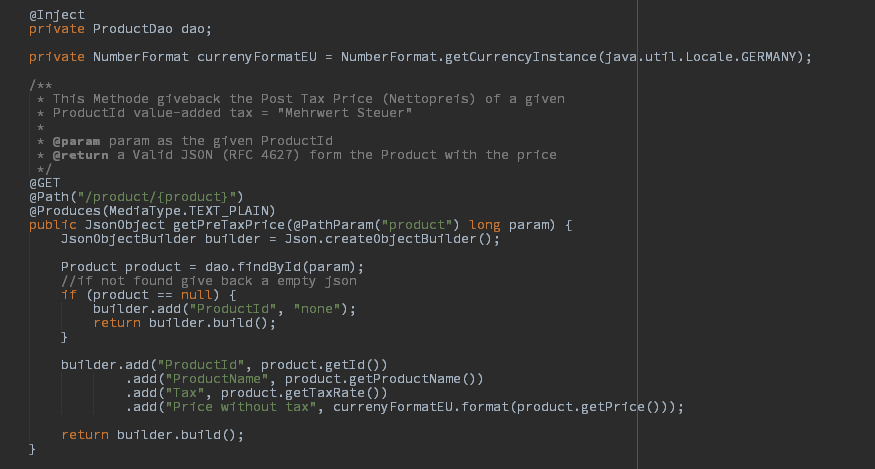 @Inject
private ProductDao dao;
private NumberFormat currenyFormatEU = NumberFormat.getCurrencyInstance(java.util.Locale.GERMANY);
/**
* This Methode giveback the Post Tax Price (Nettopreis) of a given
* ProductId value-added tax = "Mehrwert Steuer"
*
* @param param as the given ProductId
* @return a Valid JSON (RFC 4627) form the Product with the price
*/
@GET
@Path("/product/{product}")
@Produces(MediaType.TEXT_PLAIN)
public JsonObject getPreTaxPrice(@PathParam("product") long param) {
JsonObjectBuilder builder = Json.createObjectBuilder();
Product product = dao.findById(param);
//if not found give back a empty json
if (product == null) {
builder.add("ProductId", "none");
return builder.build();
}
builder.add("ProductId", product.getId())
.add("ProductName", product.getProductName())
.add("Tax", product.getTaxRate())
.add("Price without tax", currenyFormatEU.format(product.getPrice()));
return builder.build();
}